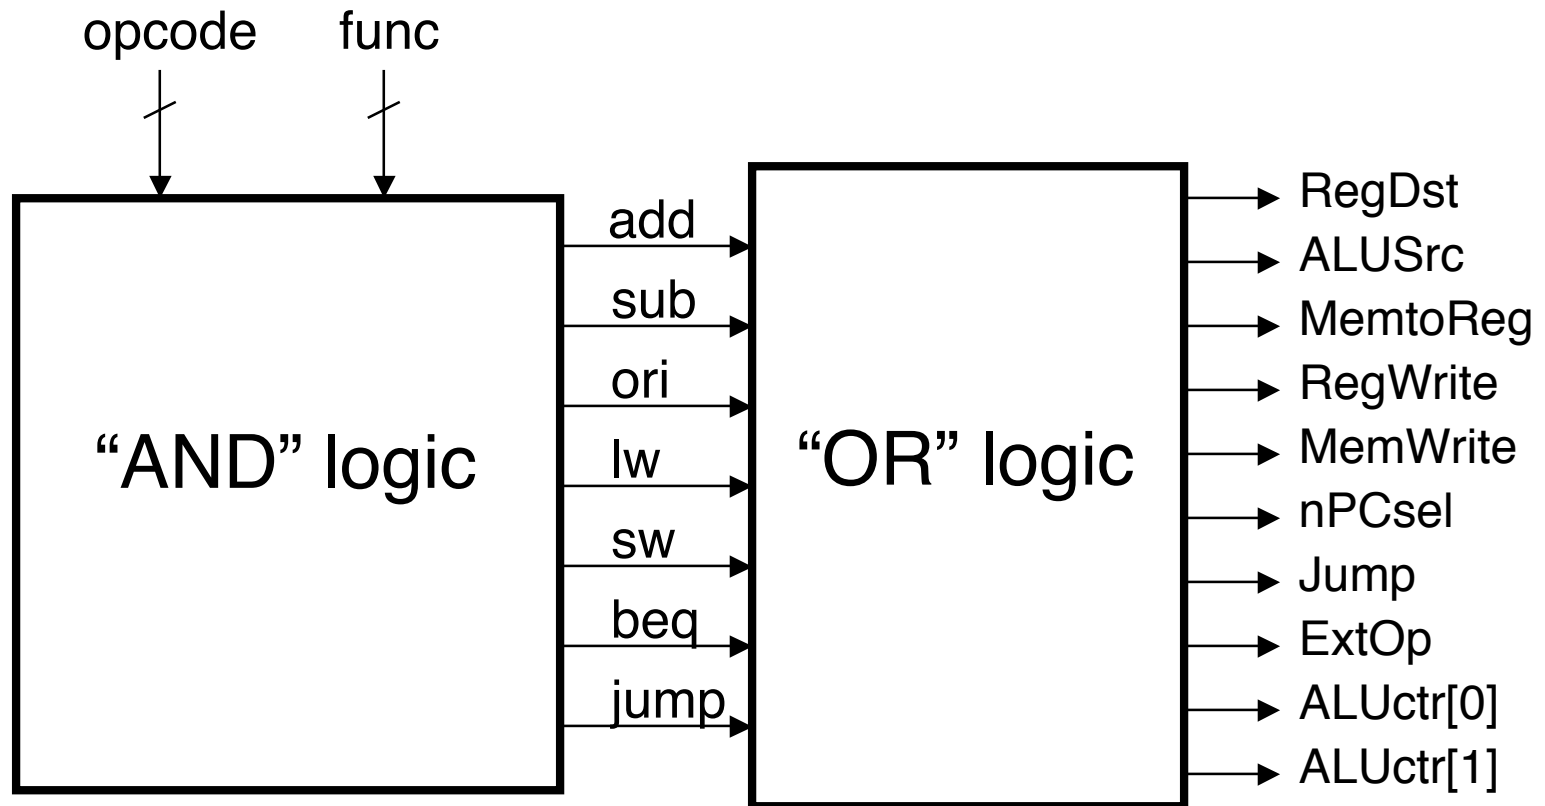 opcode
func
“AND” logic
add
sub
ori
lw
sw
beq
jump
“OR” logic
RegDst
ALUSrc
MemtoReg
RegWrite
MemWrite
nPCsel
Jump
ExtOp
ALUctr[0]
ALUctr[1]